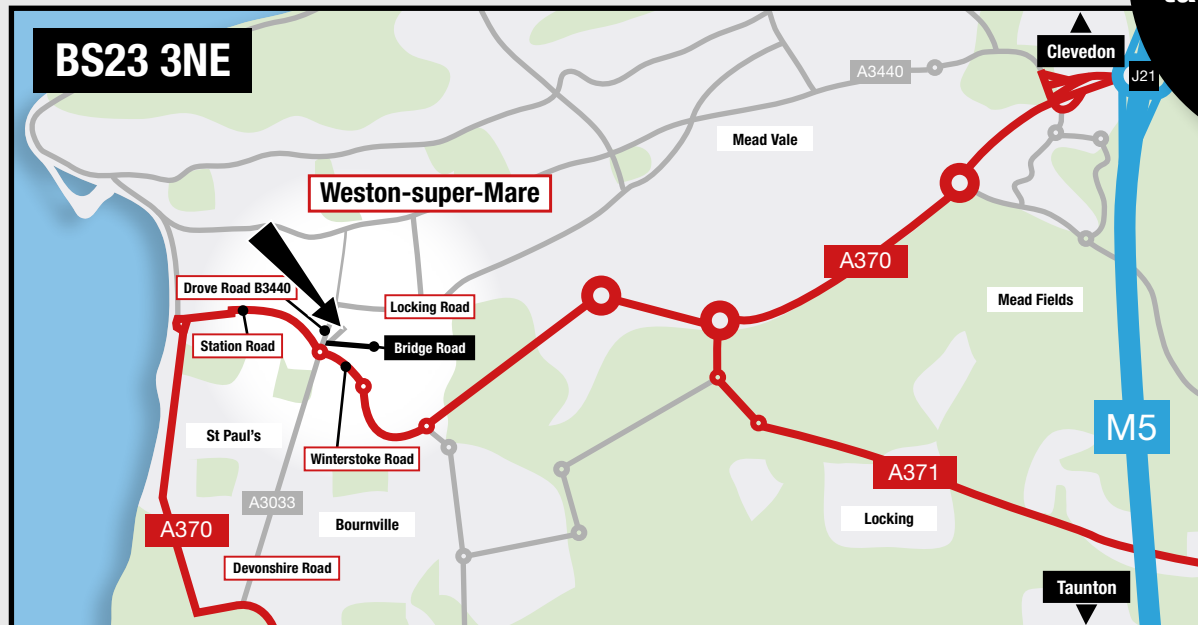 BS23 3NE
Clevedon
J21
A3440
Mead Vale
Weston-super-Mare
A370
Drove Road B3440
Mead Fields
Locking Road
Station Road
Bridge Road
M5
St Paul's
Winterstoke Road
A371
A3033
Locking
A370
Bournville
Devonshire Road
Taunton